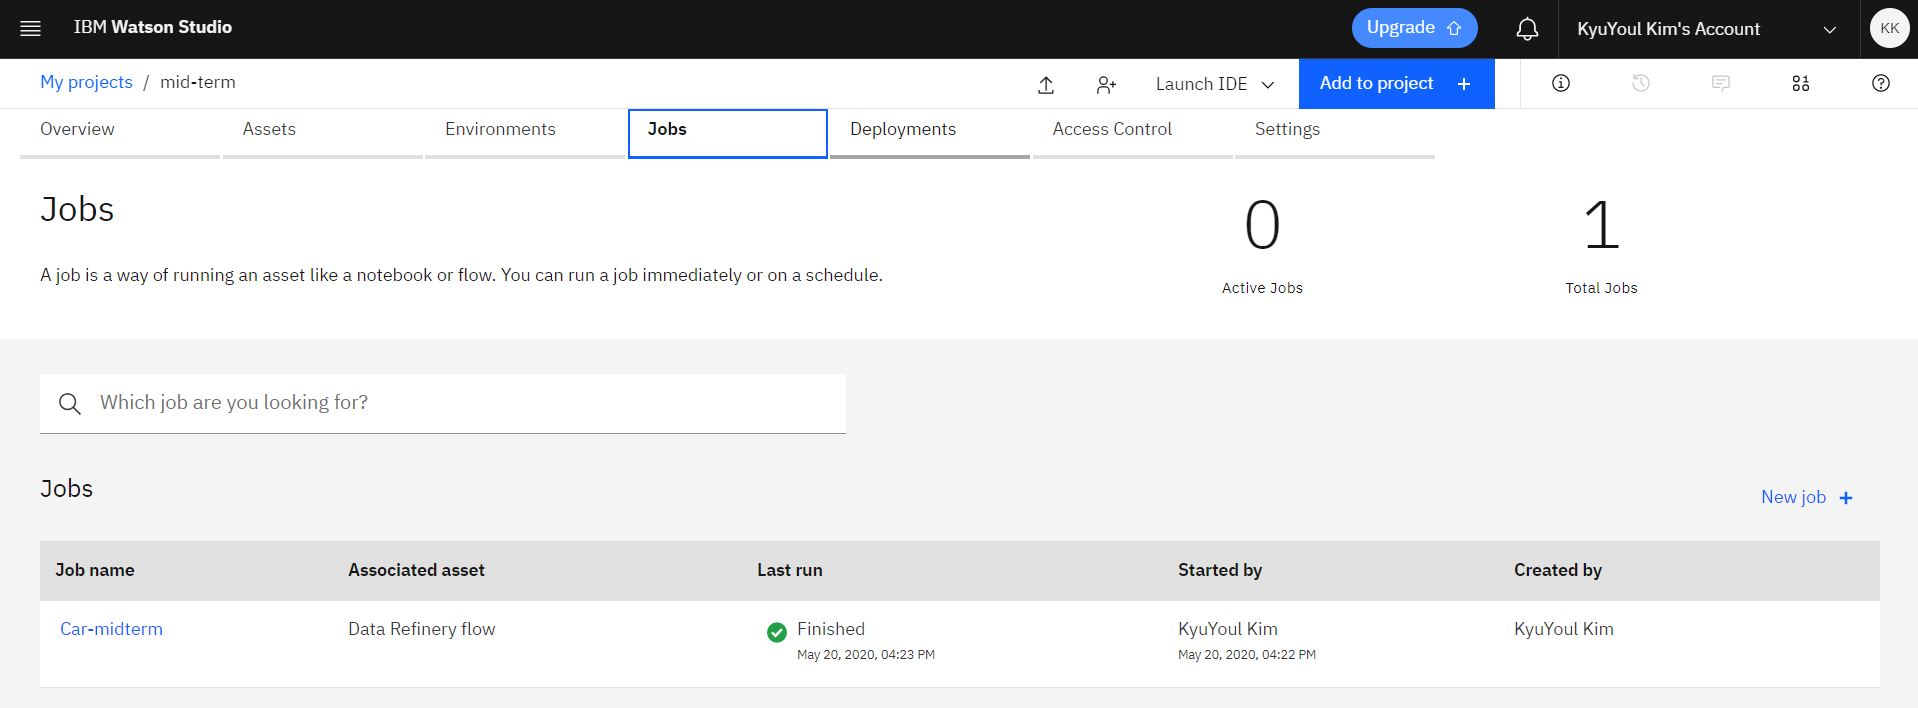 IBM Watson Studio
Upgrade
KyuYoul Kim's Account
KK
My projects / mid-term
Launch IDE
Add to project +
Overview
Assets
Environments
Jobs
Deployments
Access Control
Settings
Jobs
0
1
A job is a way of running an asset like a notebook or flow. You can run a job immediately or on a schedule.
Active Jobs
Total Jobs
Which job are you looking for?
Jobs
New job +
Job name
Associated asset
Last run
Started by
Created by
Car-midterm
Data Refinery flow
Finished
KyuYoul Kim
KyuYoul Kim
May 20, 2020, 04:23 PM
May 20, 2020, 04:22 PM